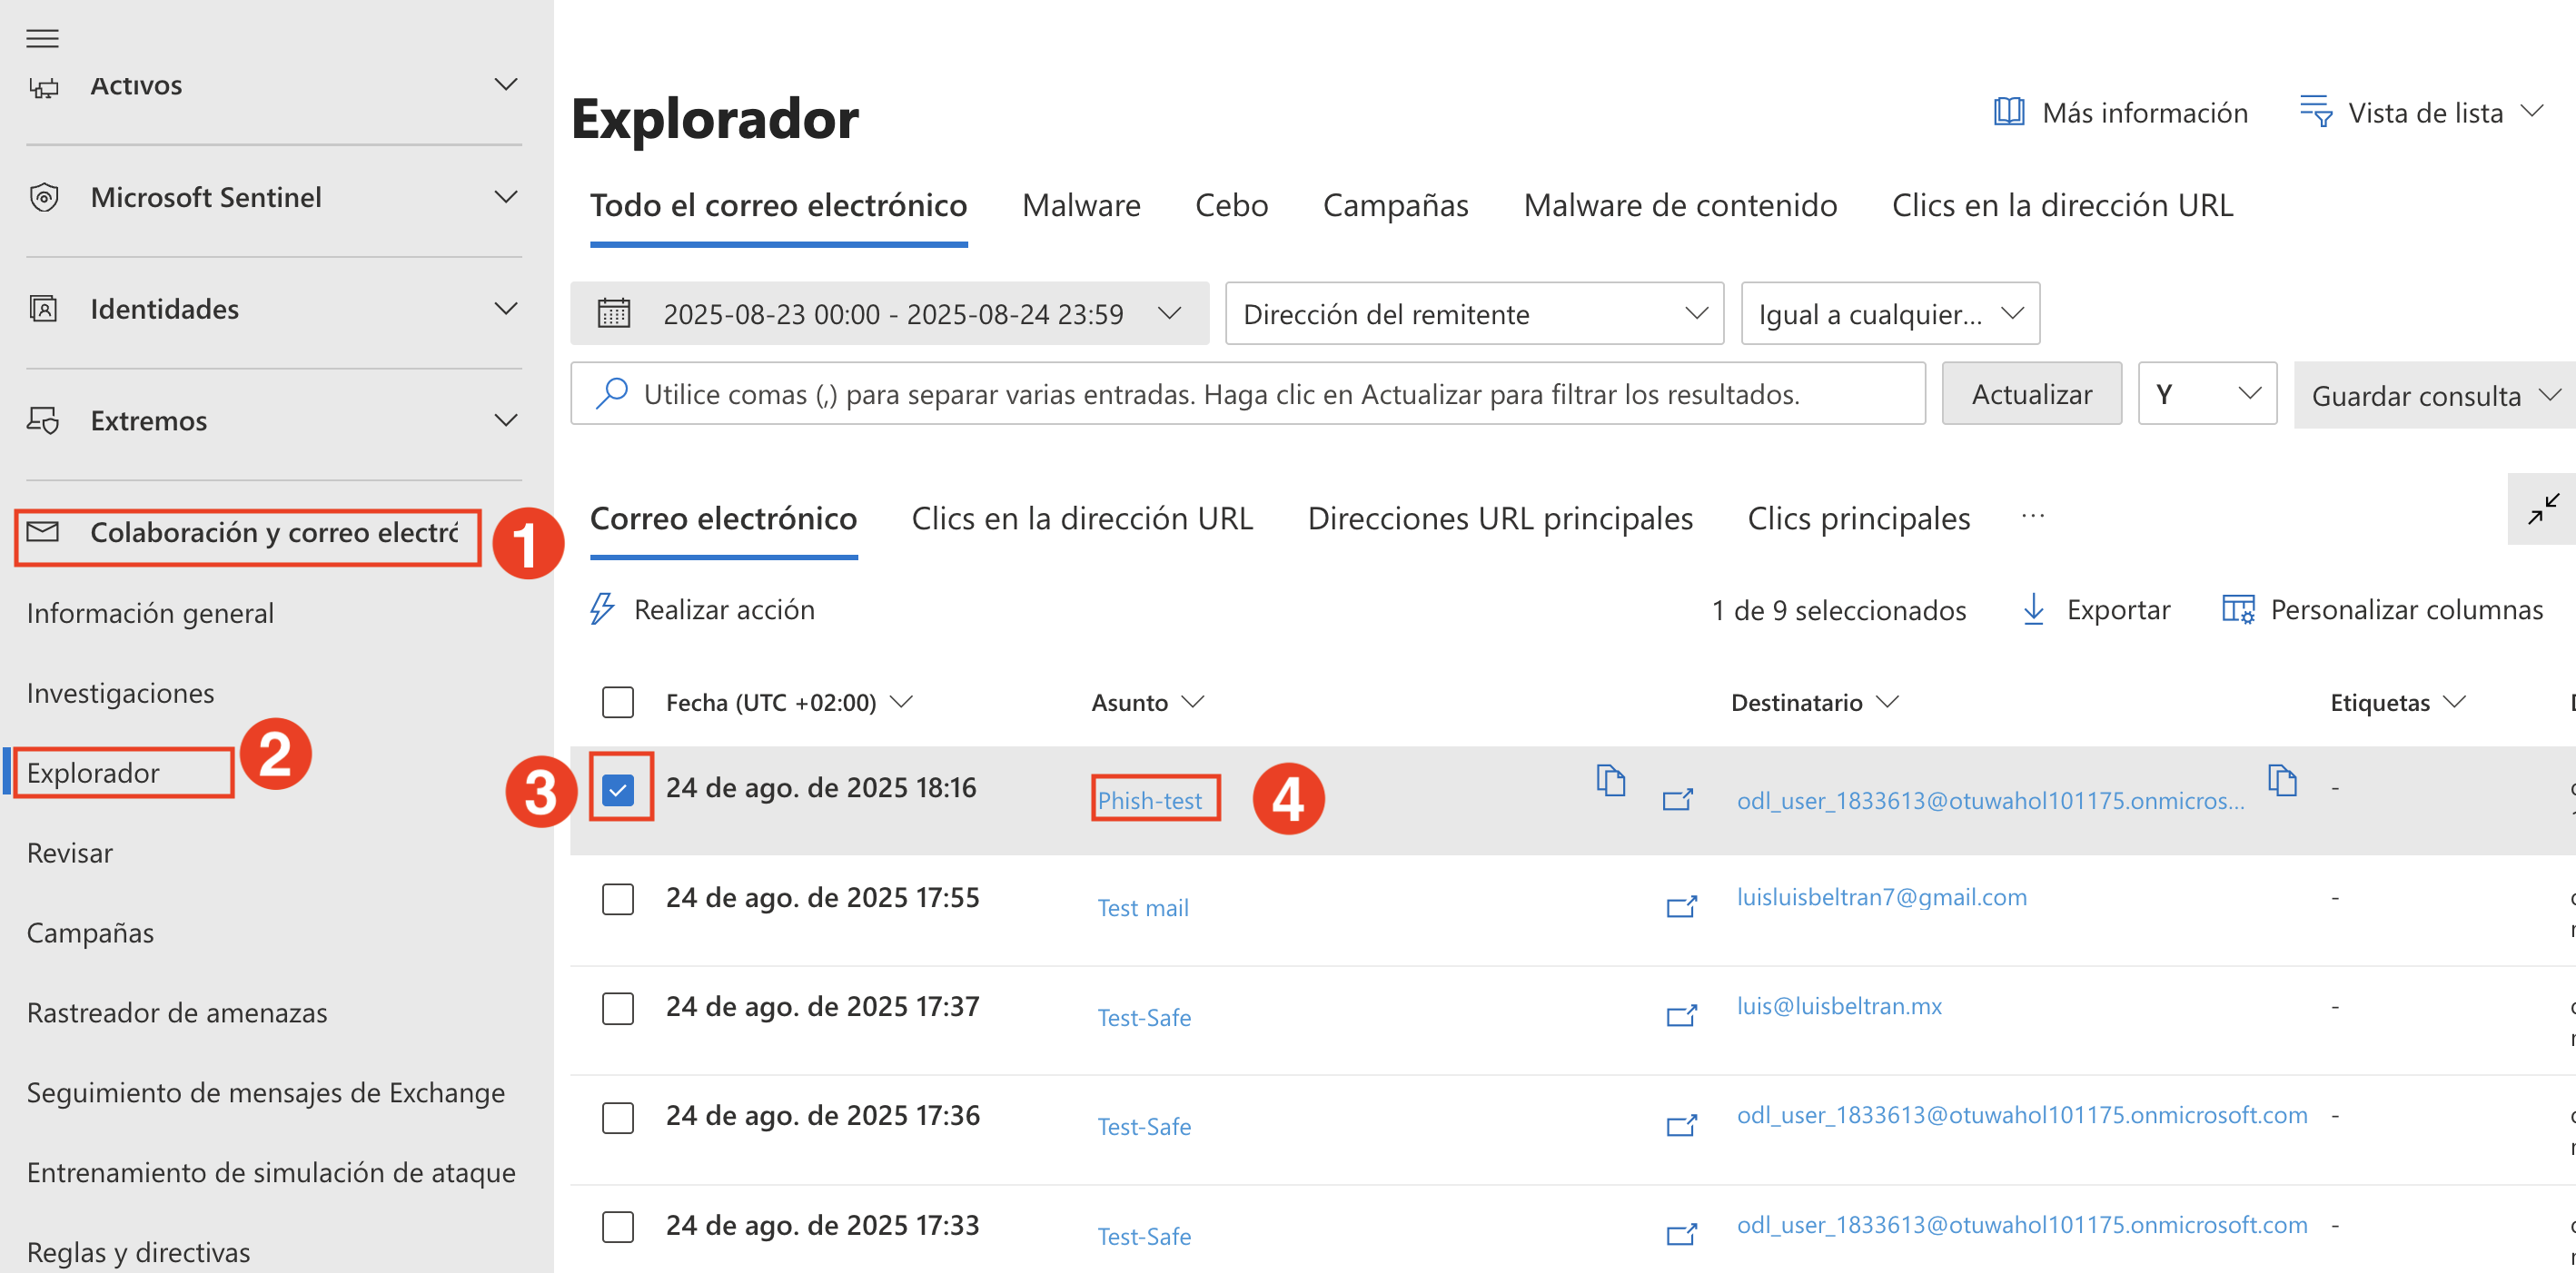 Activos
Microsoft Sentinel
Identidades
Extremos
Colaboración y correo electró
1
Información general
Investigaciones
Explorador
2
Revisar
Campañas
Rastreador de amenazas
Seguimiento de mensajes de Exchange
Entrenamiento de simulación de ataque
Reglas y directivas
Explorador
Más información
Vista de lista
Todo el correo electrónico Malware Cebo Campañas Malware de contenido Clics en la dirección URL
2025-08-23 00:00 - 2025-08-24 23:59 Dirección del remitente Igual a cualquier...
Utilice comas (,) para separar varias entradas. Haga clic en Actualizar para filtrar los resultados. Actualizar Y Guardar consulta
Correo electrónico Clics en la dirección URL Direcciones URL principales Clics principales ...
Realizar acción 1 de 9 seleccionados Exportar Personalizar columnas
Fecha (UTC +02:00) Asunto Destinatario Etiquetas
3 24 de ago. de 2025 18:16 Phish-test 4 odl_user_1833613@otuwahol101175.onmicros... -
24 de ago. de 2025 17:55 Test mail luisluisbeltran7@gmail.com -
24 de ago. de 2025 17:37 Test-Safe luis@luisbeltran.mx -
24 de ago. de 2025 17:36 Test-Safe odl_user_1833613@otuwahol101175.onmicrosoft.com -
24 de ago. de 2025 17:33 Test-Safe odl_user_1833613@otuwahol101175.onmicrosoft.com -